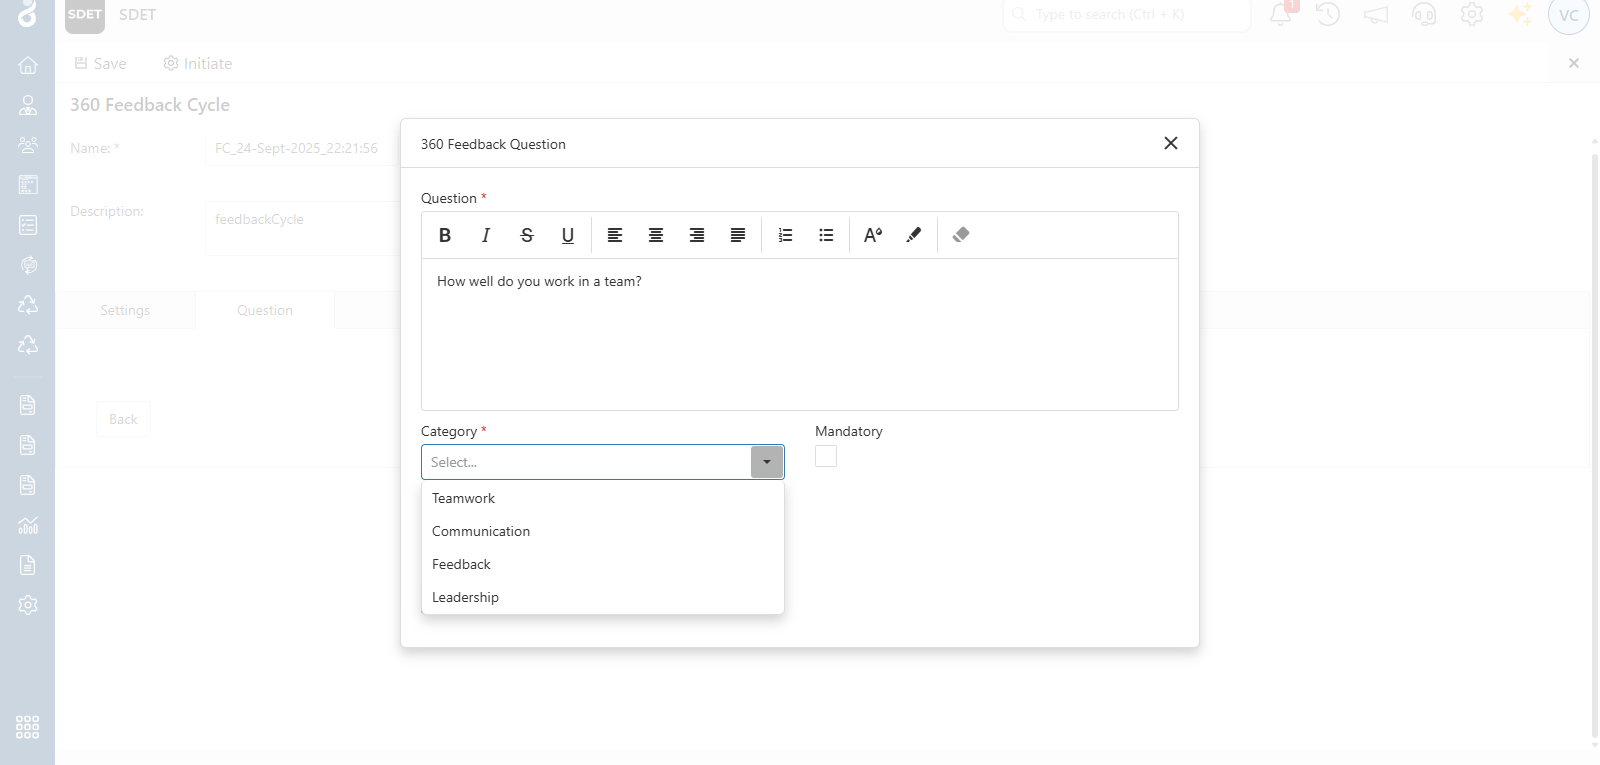 SDET SDET Type to search (Ctrl + K) 1 VC
Save Initiate
360 Feedback Cycle
Name: * FC_24-Sept-2025_22:21:56
Description: feedbackCycle
Settings Question
Back
360 Feedback Question
Question *
B I S U A
How well do you work in a team?
Category * Mandatory
Select...
Teamwork
Communication
Feedback
Leadership